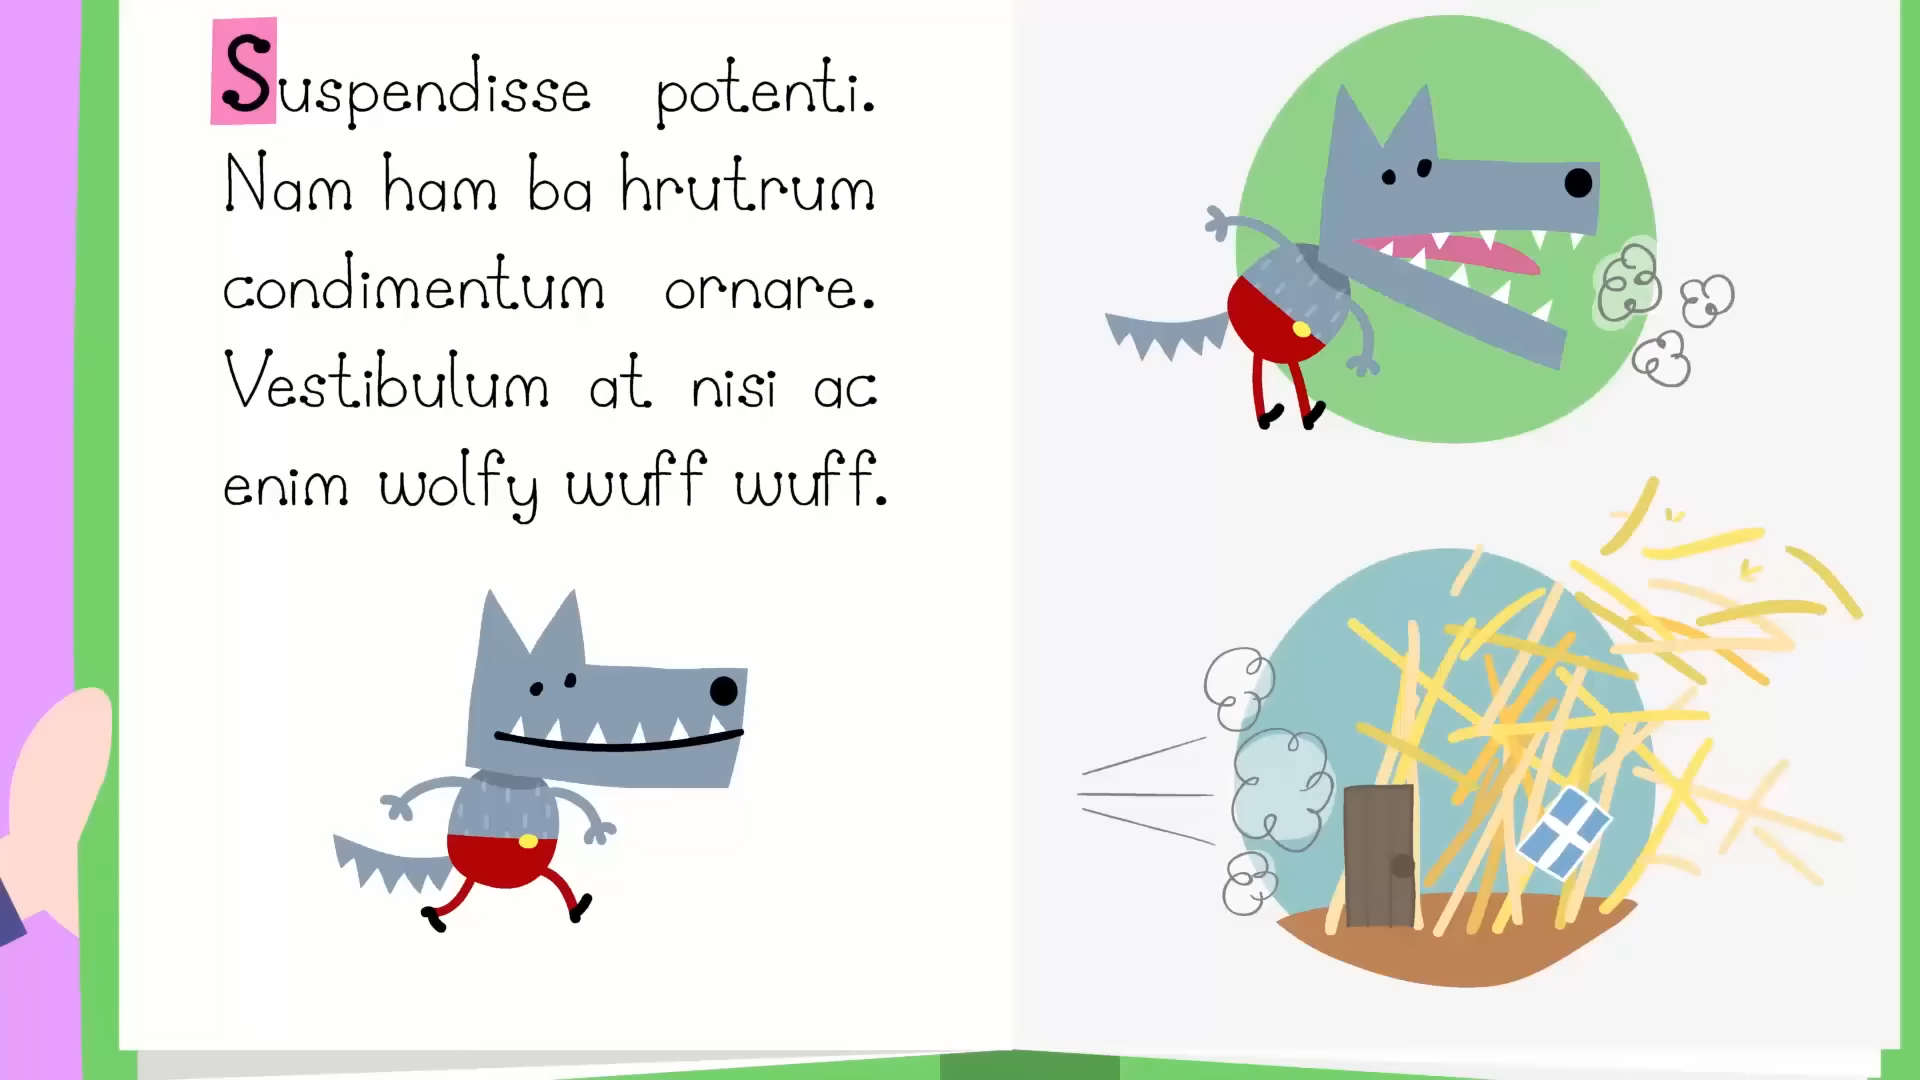 Suspendisse potenti.
Nam ham ba hrutrum
condimentum ornare.
Vestibulum at nisi ac
enim wolfy wuff wuff.